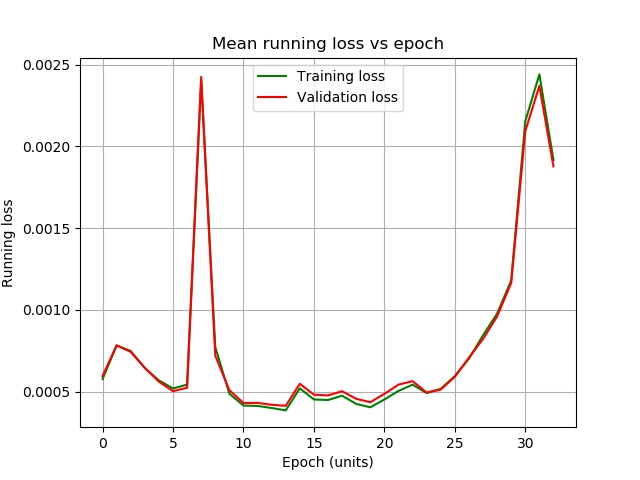 Mean running loss vs epoch
Training loss
Validation loss
0.0025
0.0020
0.0015
0.0010
0.0005
Running loss
0 5 10 15 20 25 30
Epoch (units)